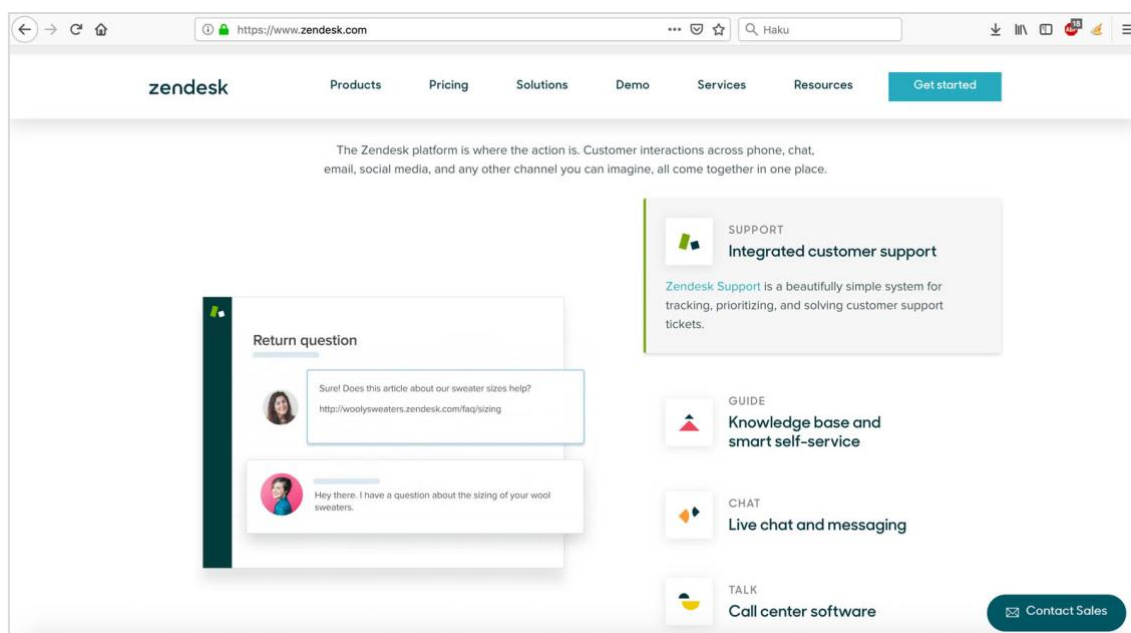 https://www.zendesk.com
Haku
18
zendesk
Products Pricing Solutions Demo Services Resources Get started
The Zendesk platform is where the action is. Customer interactions across phone, chat,
email, social media, and any other channel you can imagine, all come together in one place.
Return question
Sure! Does this article about our sweater sizes help?
http://woolysweaters.zendesk.com/faq/sizing
Hey there. I have a question about the sizing of your wool
sweaters.
SUPPORT
Integrated customer support
Zendesk Support is a beautifully simple system for
tracking, prioritizing, and solving customer support
tickets.
GUIDE
Knowledge base and
smart self-service
CHAT
Live chat and messaging
TALK
Call center software
Contact Sales